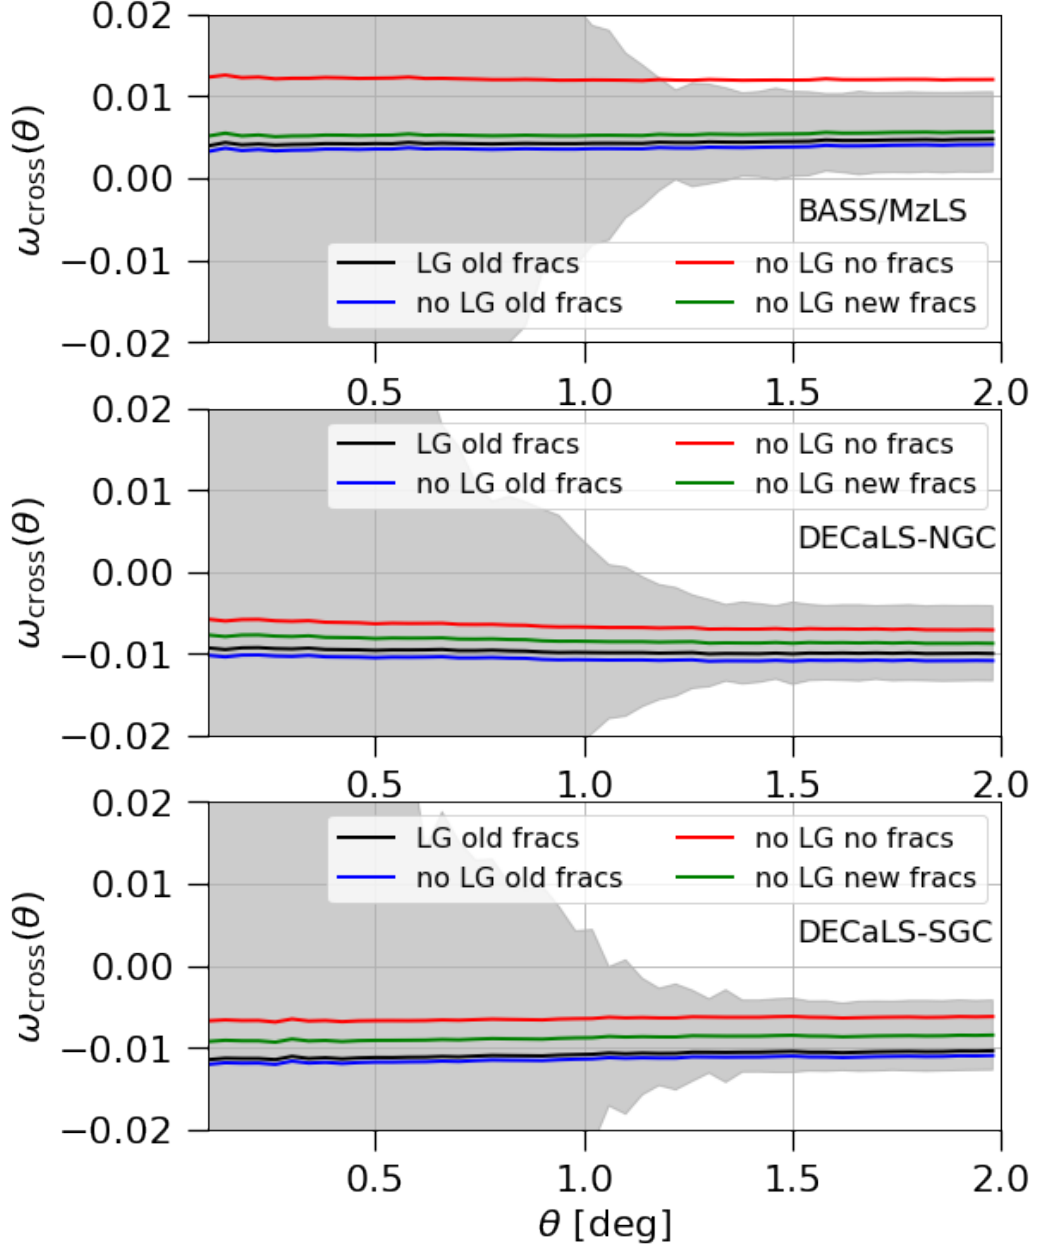 0.02
0.01
0.00
−0.01
−0.02
ω_cross(θ)
BASS/MzLS
LG old fracs no LG no fracs
no LG old fracs no LG new fracs
0.5 1.0 1.5 2.0
0.02
0.01
0.00
−0.01
−0.02
ω_cross(θ)
LG old fracs no LG no fracs
no LG old fracs no LG new fracs
DECaLS-NGC
0.5 1.0 1.5 2.0
0.02
0.01
0.00
−0.01
−0.02
ω_cross(θ)
LG old fracs no LG no fracs
no LG old fracs no LG new fracs
DECaLS-SGC
0.5 1.0 1.5 2.0
θ [deg]